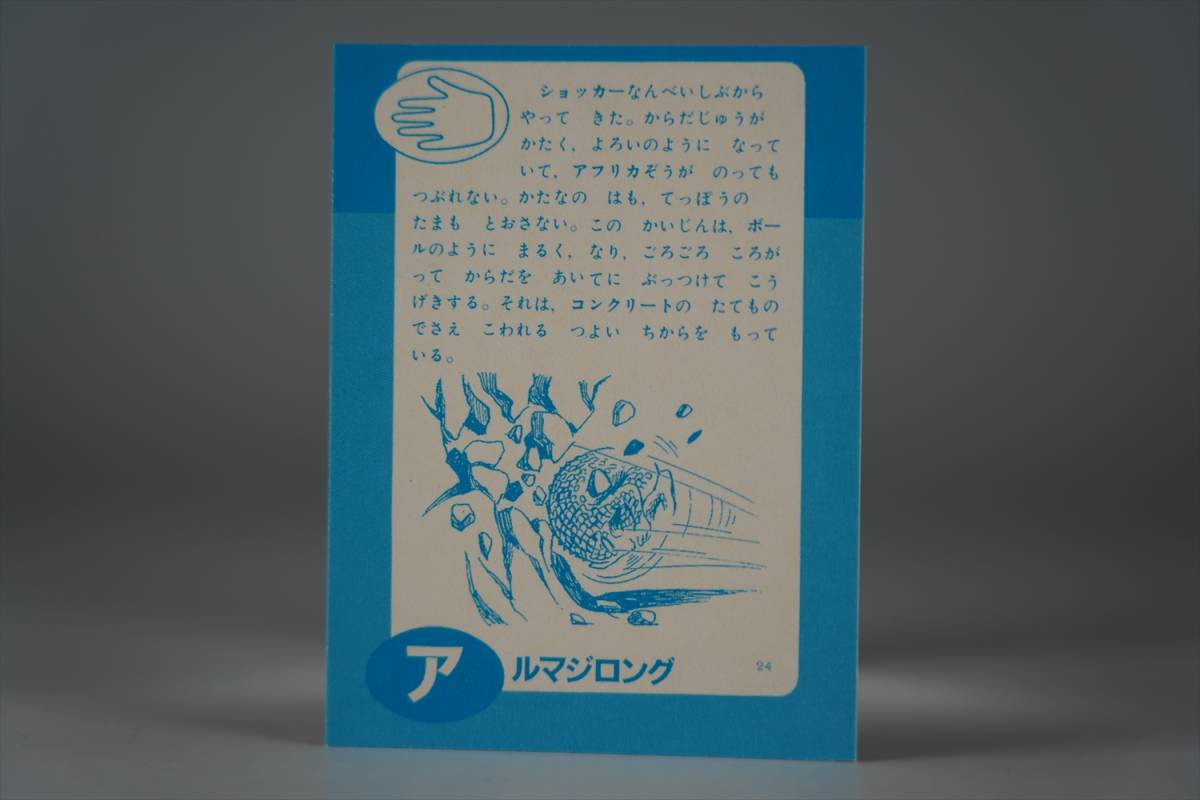 ショッカーなんべいしぶから
やって きた。からだじゅうが
かたく，よろいのように なって
いて，アフリカぞうが のっても
つぶれない。かたなの はも，てっぽうの
たまも とおさない。この かいじんは，ボー
ルのように まるく，なり，ごろごろ ころが
って からだを あいてに ぶっつけて こう
げきする。それは，コンクリートの たてもの
でさえ こわれる つよい ちからを もって
いる。
アルマジロング
24